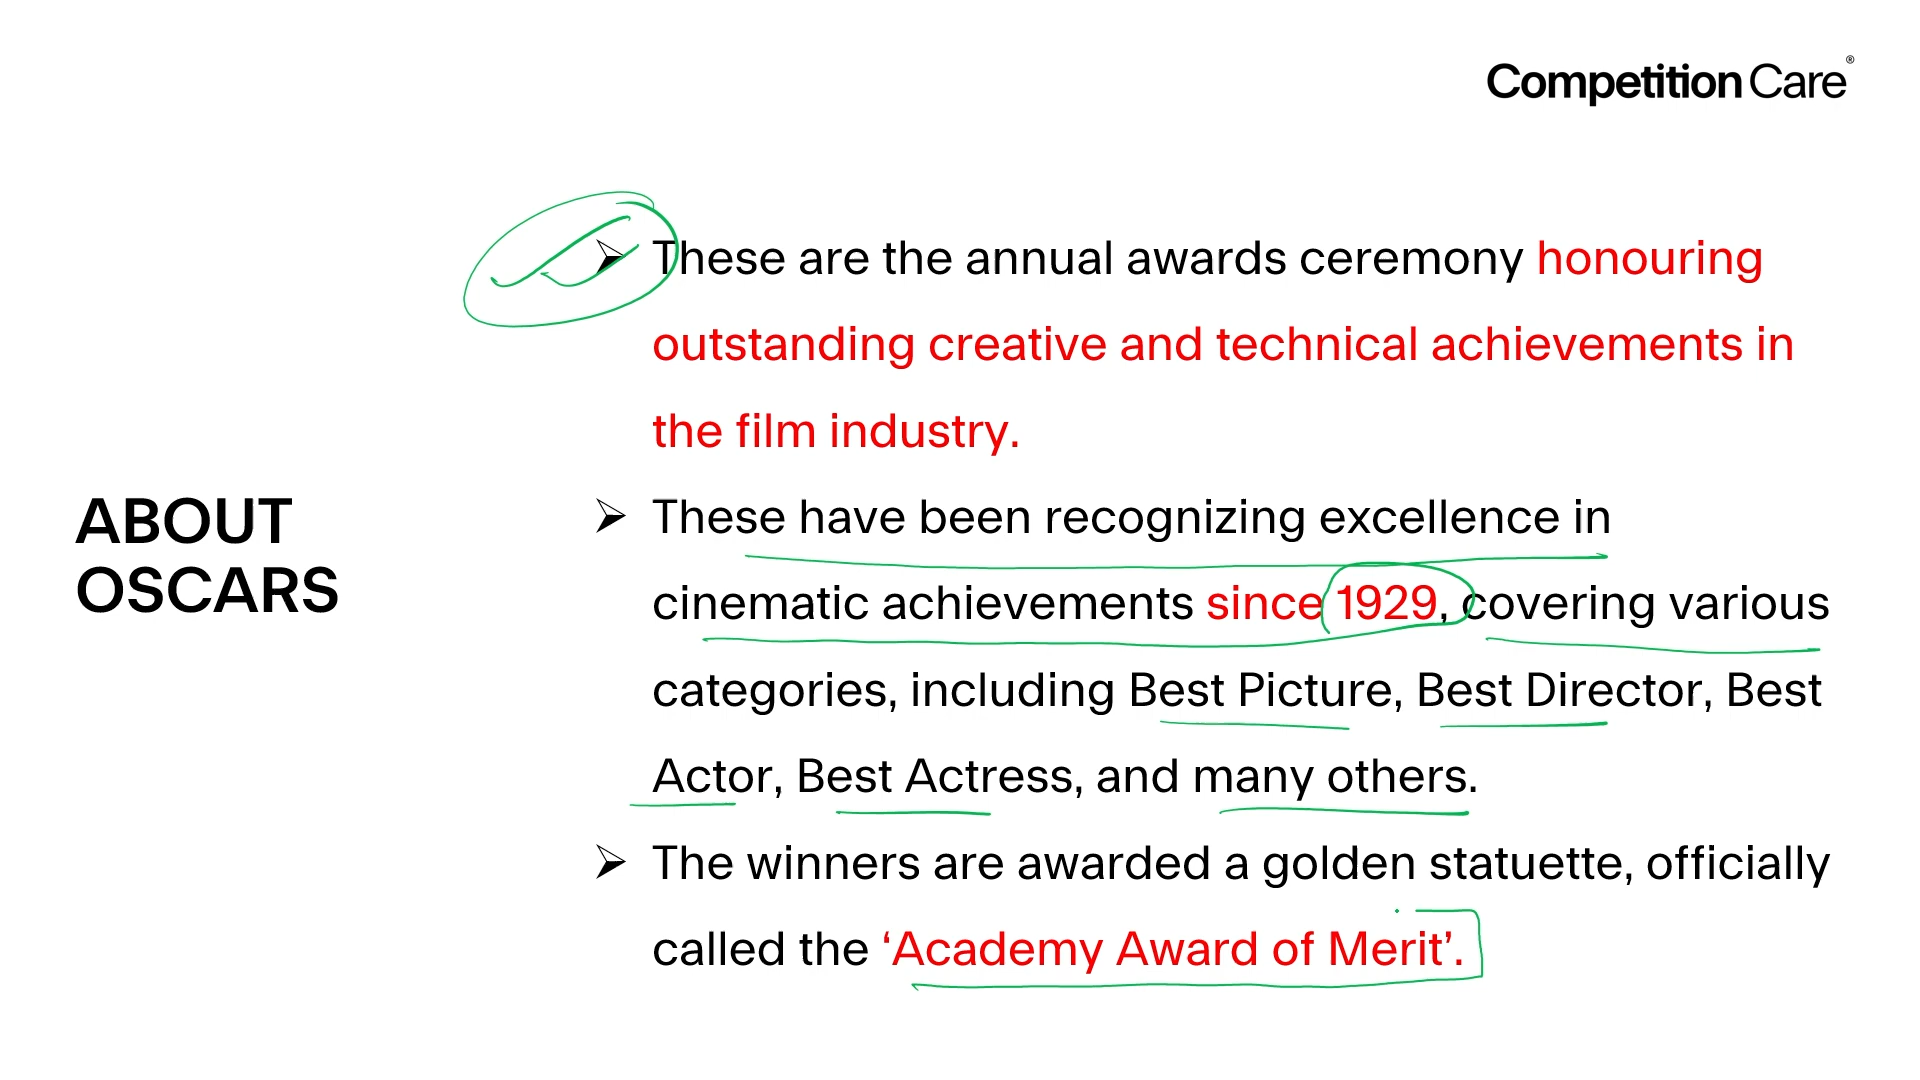 Competition Care®
ABOUT
OSCARS
➢ These are the annual awards ceremony honouring
outstanding creative and technical achievements in
the film industry.
➢ These have been recognizing excellence in
cinematic achievements since 1929, covering various
categories, including Best Picture, Best Director, Best
Actor, Best Actress, and many others.
➢ The winners are awarded a golden statuette, officially
called the ‘Academy Award of Merit’.